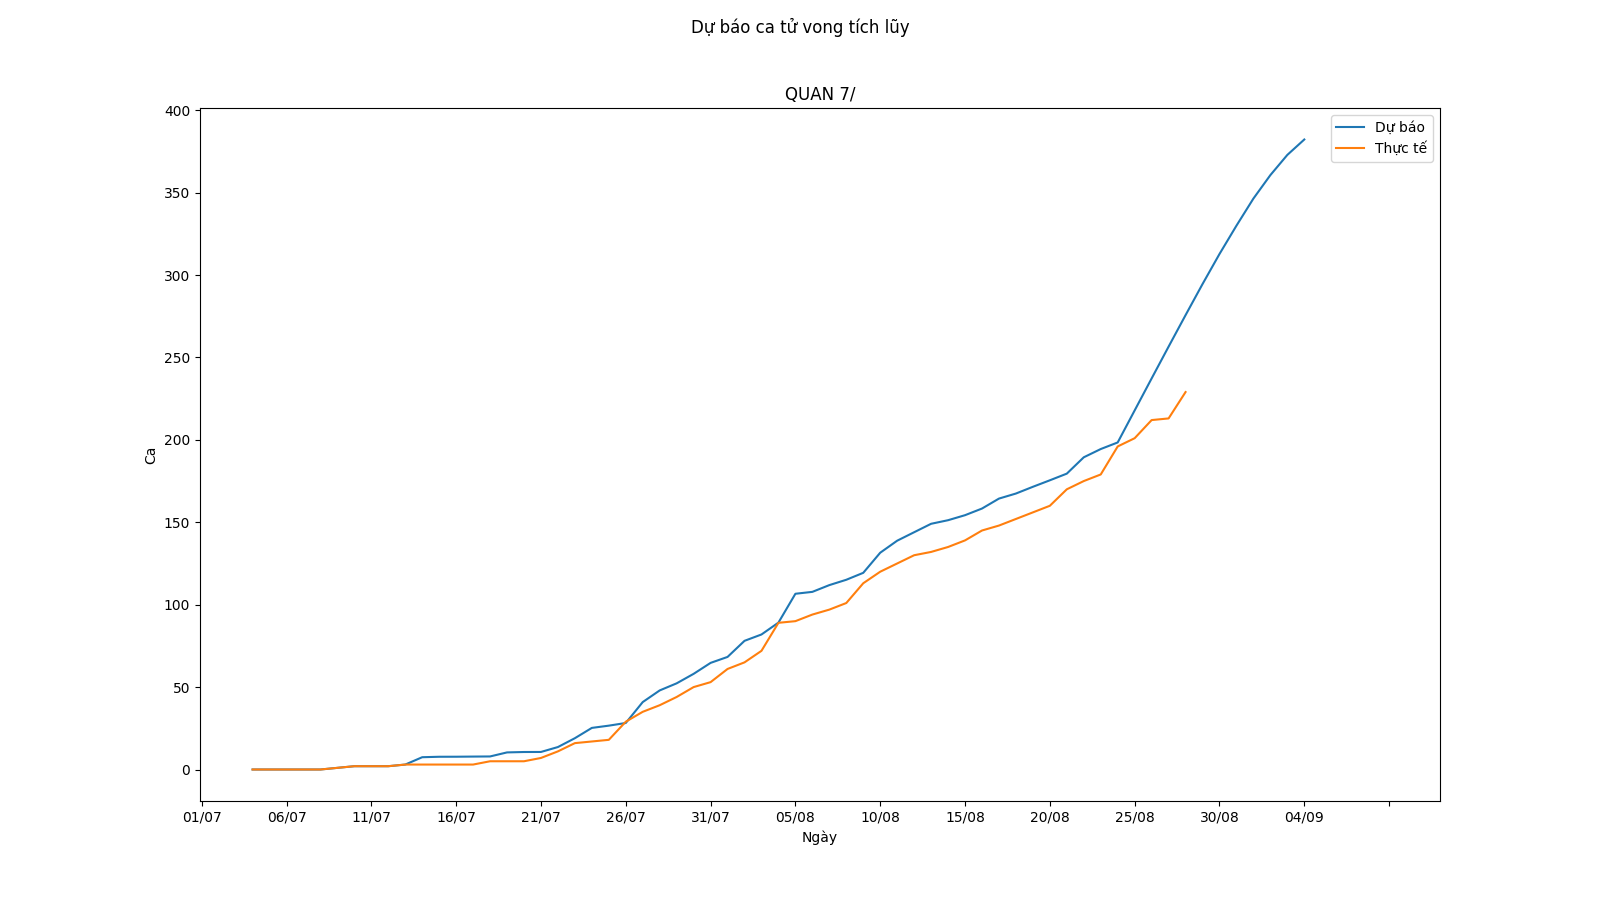 Dự báo ca tử vong tích lũy
QUAN 7/
400
350
300
250
200
150
100
50
0
Ca
Dự báo
Thực tế
01/07 06/07 11/07 16/07 21/07 26/07 31/07 05/08 10/08 15/08 20/08 25/08 30/08 04/09
Ngày